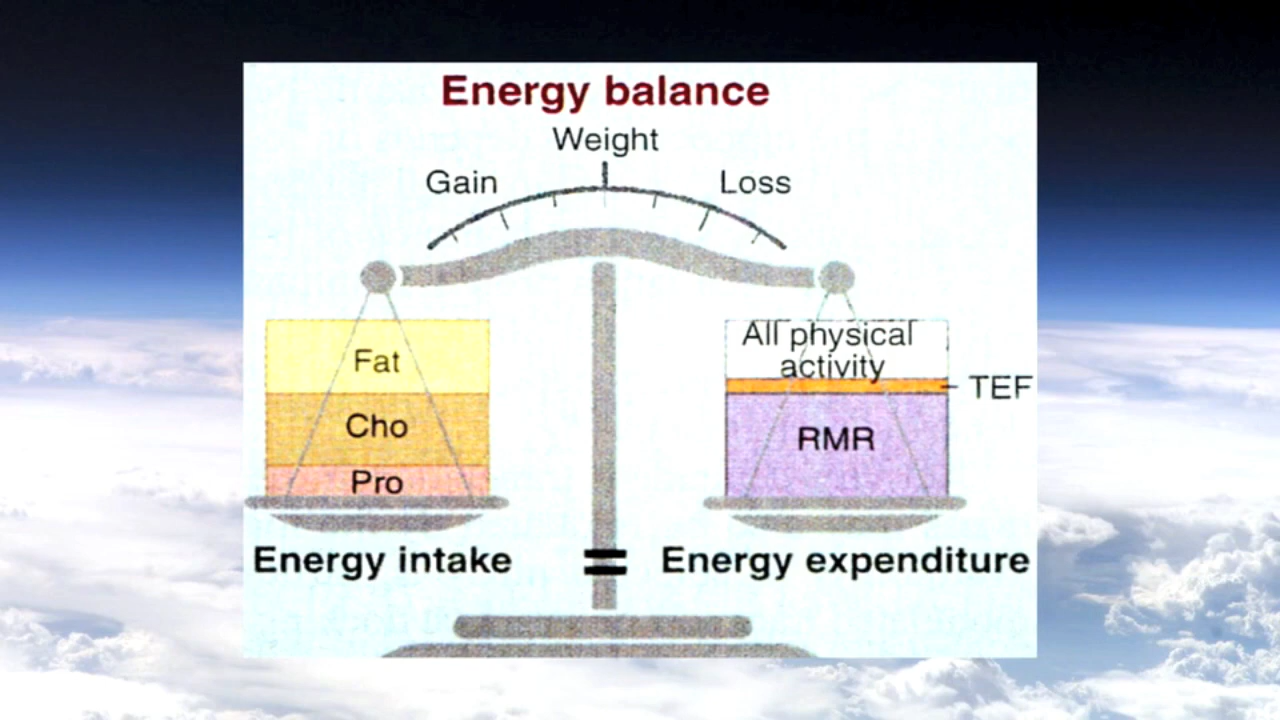 Energy balance
Weight
Gain
Loss
Fat
Cho
Pro
All physical
activity
TEF
RMR
Energy intake
=
Energy expenditure